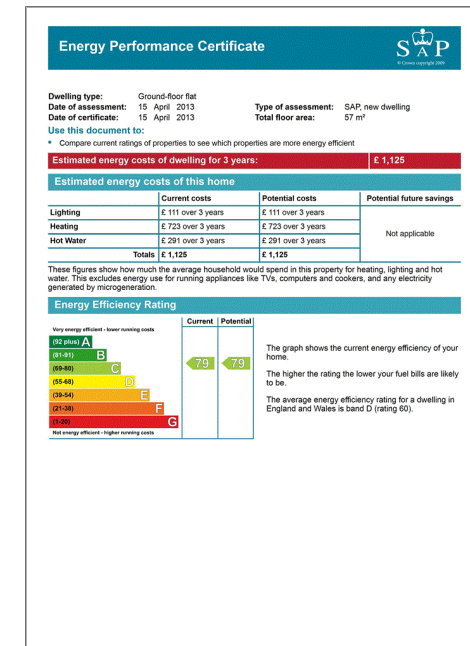 Energy Performance Certificate
SAP
© Crown copyright 2009
Dwelling type: Ground-floor flat
Date of assessment: 15 April 2013 Type of assessment: SAP, new dwelling
Date of certificate: 15 April 2013 Total floor area: 57 m²
Use this document to:
• Compare current ratings of properties to see which properties are more energy efficient
Estimated energy costs of dwelling for 3 years: £ 1,125
Estimated energy costs of this home
Current costs Potential costs Potential future savings
Lighting £ 111 over 3 years £ 111 over 3 years
Heating £ 723 over 3 years £ 723 over 3 years
Not applicable
Hot Water £ 291 over 3 years £ 291 over 3 years
Totals £ 1,125 £ 1,125
These figures show how much the average household would spend in this property for heating, lighting and hot
water. This excludes energy use for running appliances like TVs, computers and cookers, and any electricity
generated by microgeneration.
Energy Efficiency Rating
Current Potential
Very energy efficient - lower running costs
(92 plus) A
(81-91) B
(69-80) C 79 79
(55-68) D
(39-54) E
(21-38) F
(1-20) G
Not energy efficient - higher running costs
The graph shows the current energy efficiency of your
home.
The higher the rating the lower your fuel bills are likely
to be.
The average energy efficiency rating for a dwelling in
England and Wales is band D (rating 60).